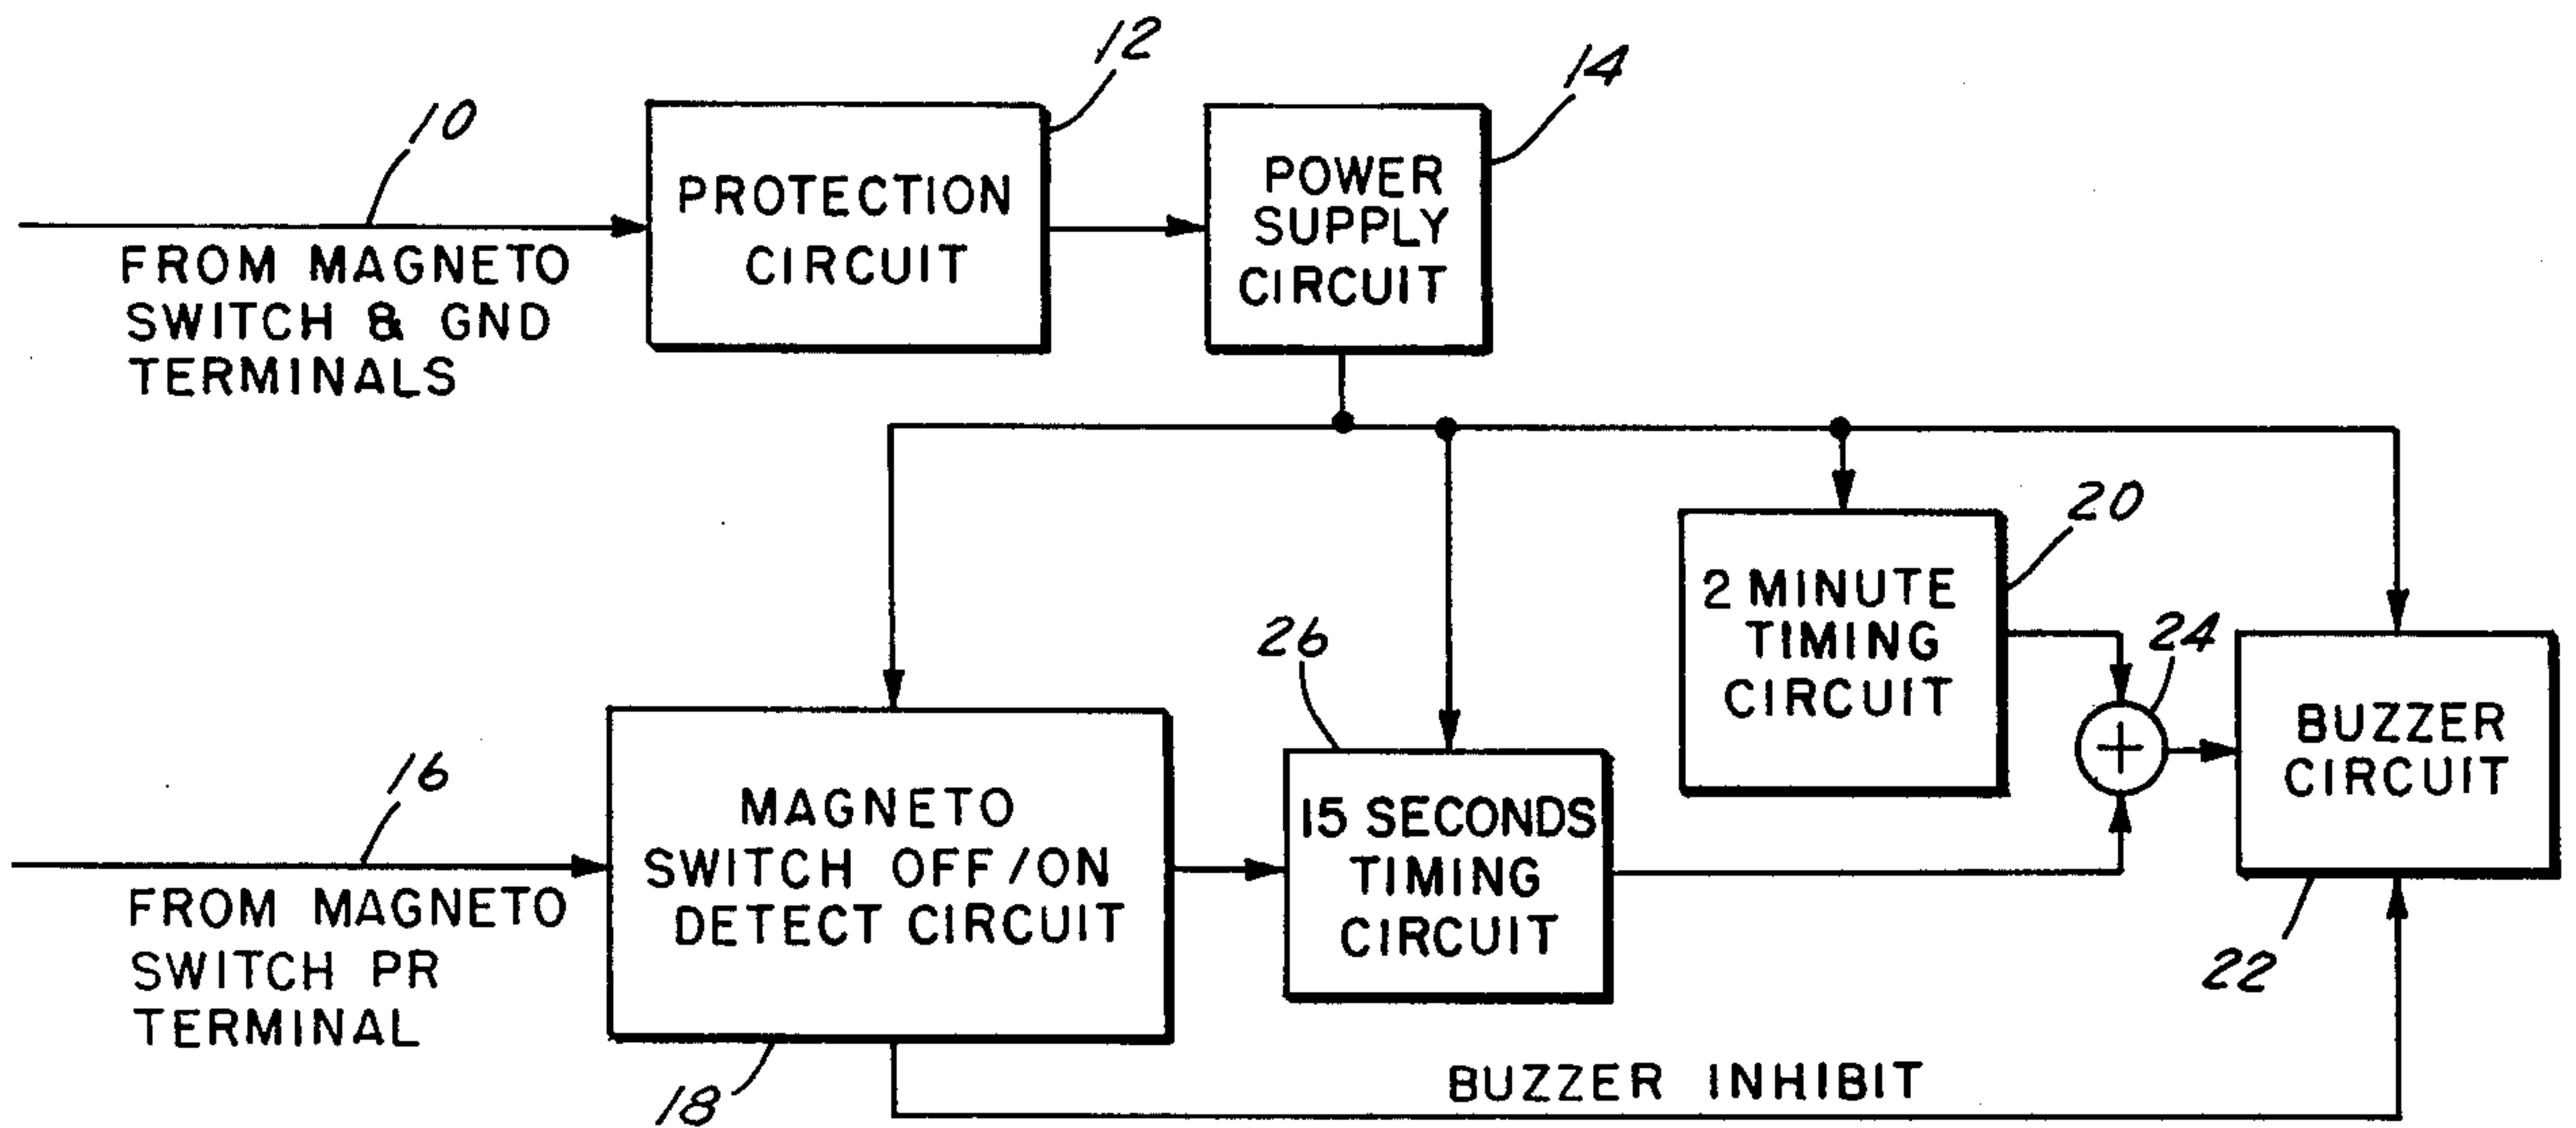 12
14
10
PROTECTION
CIRCUIT
POWER
SUPPLY
CIRCUIT
FROM MAGNETO
SWITCH & GND
TERMINALS
20
2 MINUTE
TIMING
CIRCUIT
26
24
BUZZER
CIRCUIT
16
MAGNETO
SWITCH OFF/ON
DETECT CIRCUIT
15 SECONDS
TIMING
CIRCUIT
FROM MAGNETO
SWITCH PR
TERMINAL
22
18
BUZZER INHIBIT